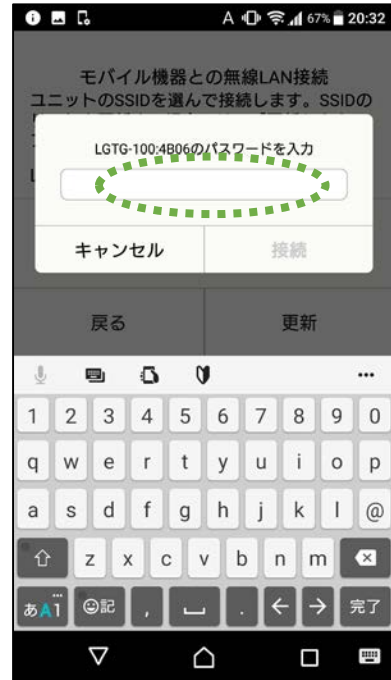 A 67% 20:32
モバイル機器との無線LAN接続
ユニットのSSIDを選んで接続します。SSIDの
LGTG-100:4B06のパスワードを入力
キャンセル 接続
戻る 更新
1 2 3 4 5 6 7 8 9 0
q w e r t y u i o p
a s d f g h j k l @
z x c v b n m
あA1 記 , . ← → 完了